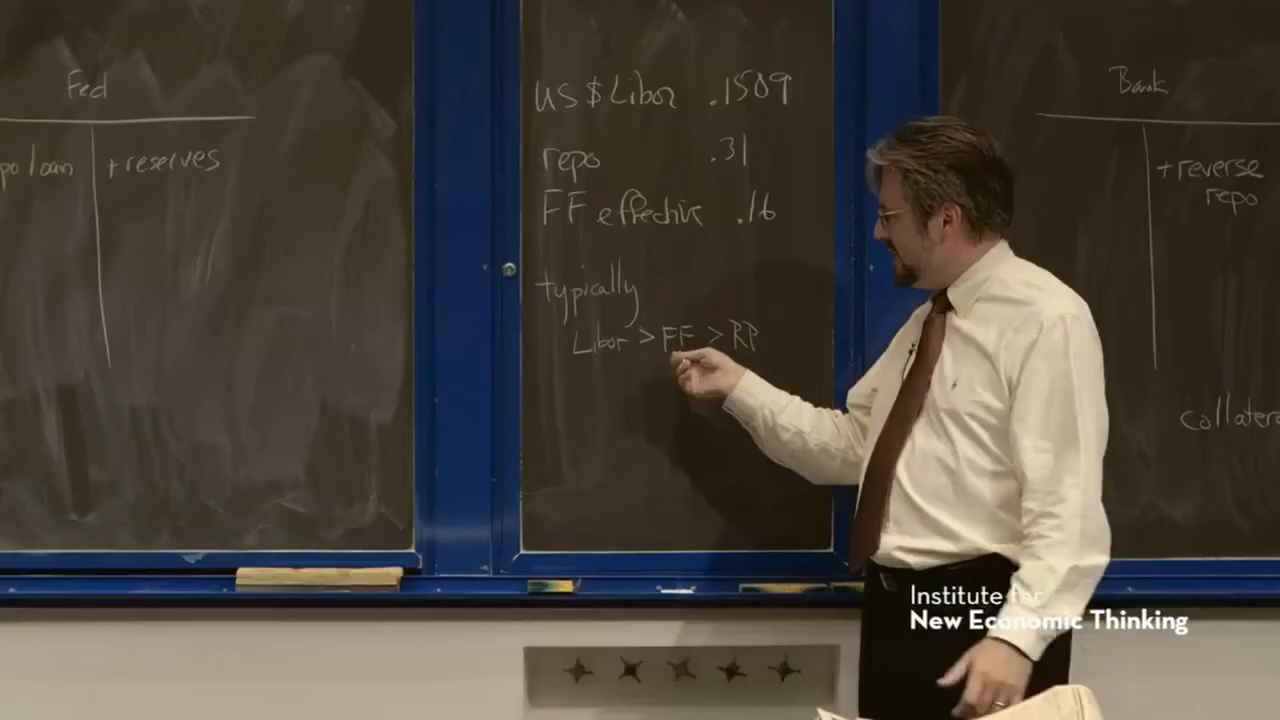 Fed
po loan + reserves
US $ Libor .1509
repo .31
FF effective .16
typically
Libor > FF > RP
Bank
+ reverse
repo
collater
Institute for
New Economic Thinking